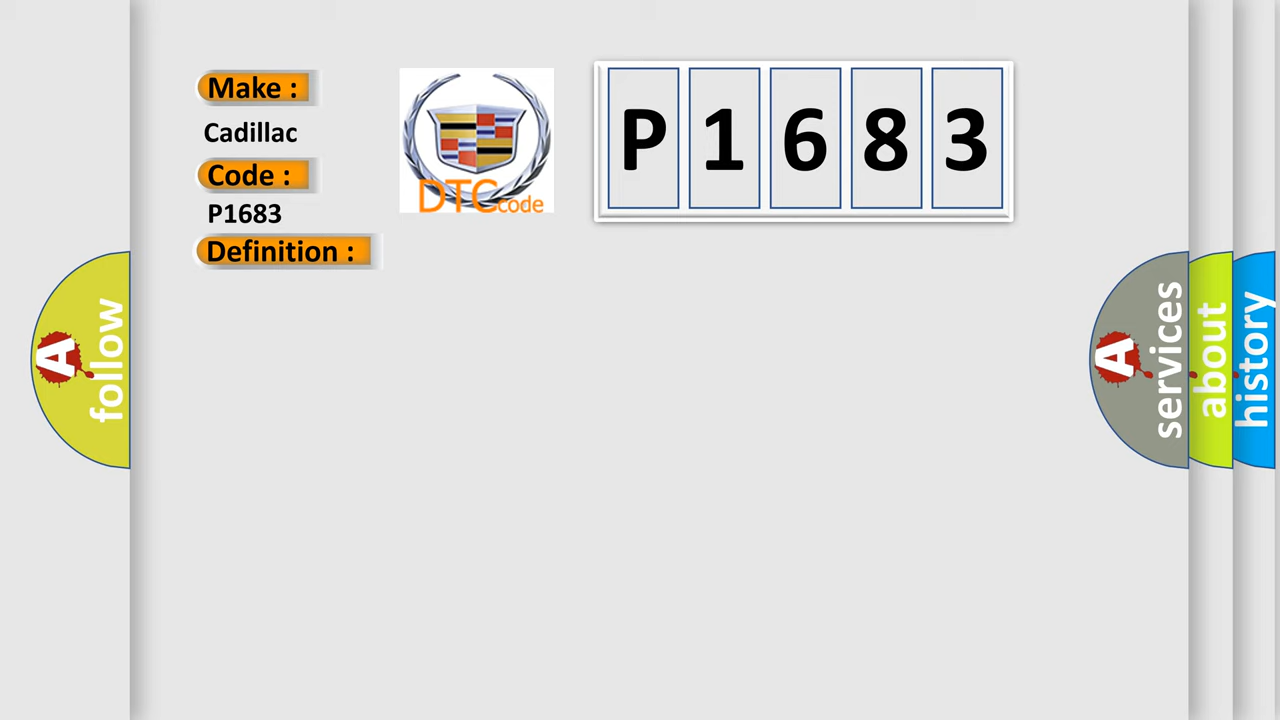 Make :
Cadillac
Code :
P1683
Definition :
DTCcode
P 1 6 8 3
A follow
A services
about
history